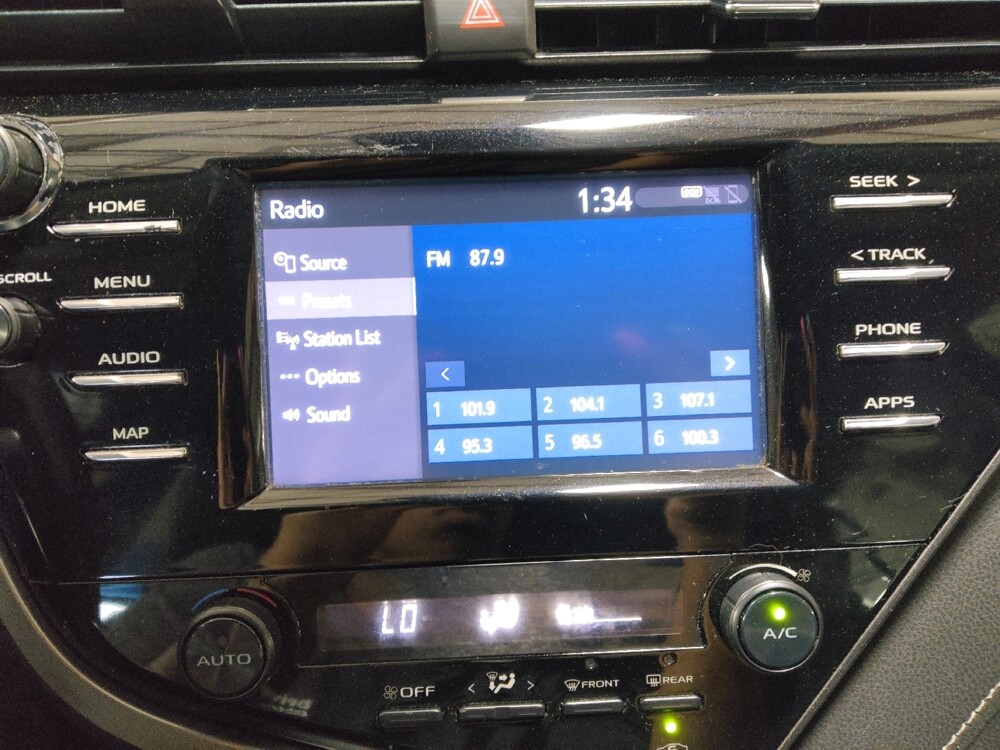 Radio 1:34
DCM
HOME
SCROLL
MENU
AUDIO
MAP
Source
Presets
Station List
Options
Sound
FM 87.9
< >
1 101.9 2 104.1 3 107.1
4 95.3 5 96.5 6 100.3
SEEK >
< TRACK
PHONE
APPS
LO
AUTO
A/C
OFF
< >
FRONT
REAR